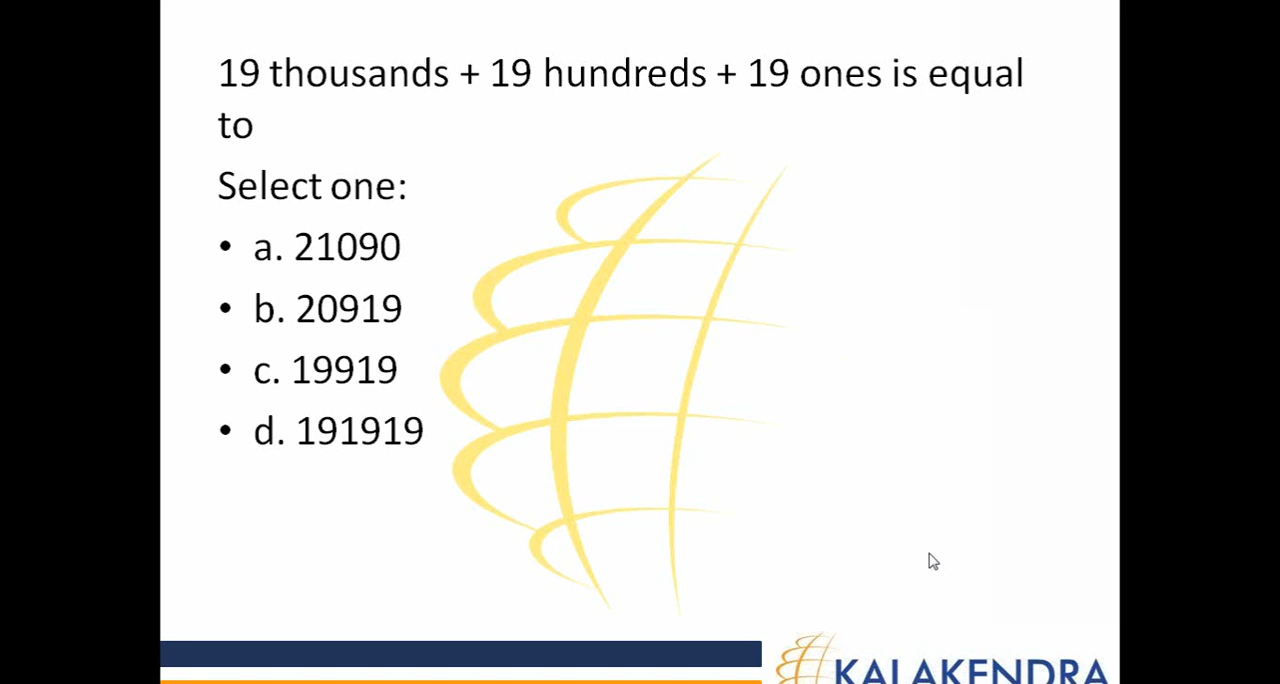 19 thousands + 19 hundreds + 19 ones is equal
to
Select one:
• a. 21090
• b. 20919
• c. 19919
• d. 191919
KALAKENDRA